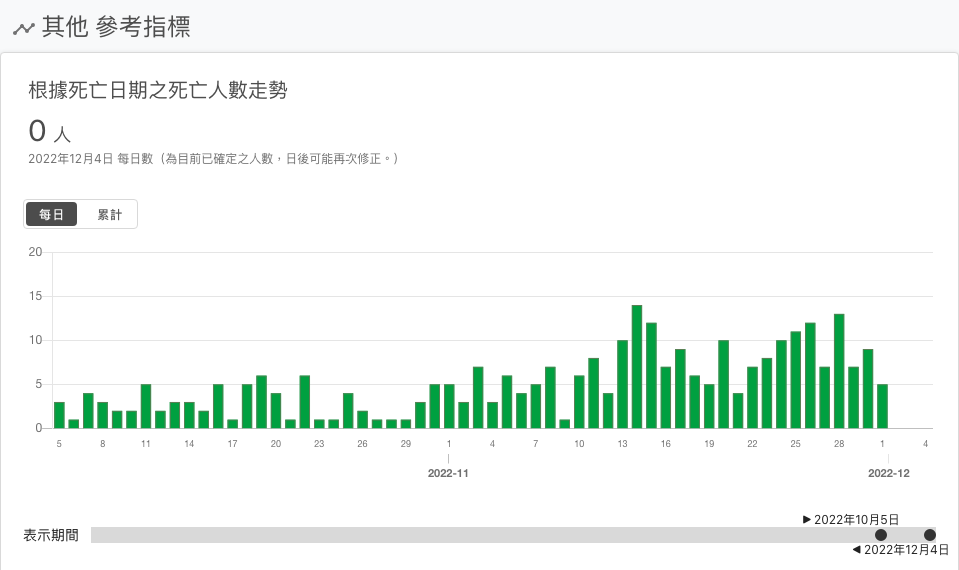 其他 參考指標
根據死亡日期之死亡人數走勢
0 人
2022年12月4日 每日數（為目前已確定之人數，日後可能再次修正。）
每日 累計
20
15
10
5
0
5 8 11 14 17 20 23 26 29 1 4 7 10 13 16 19 22 25 28 1 4
2022-11 2022-12
▶ 2022年10月5日
表示期間
◀ 2022年12月4日